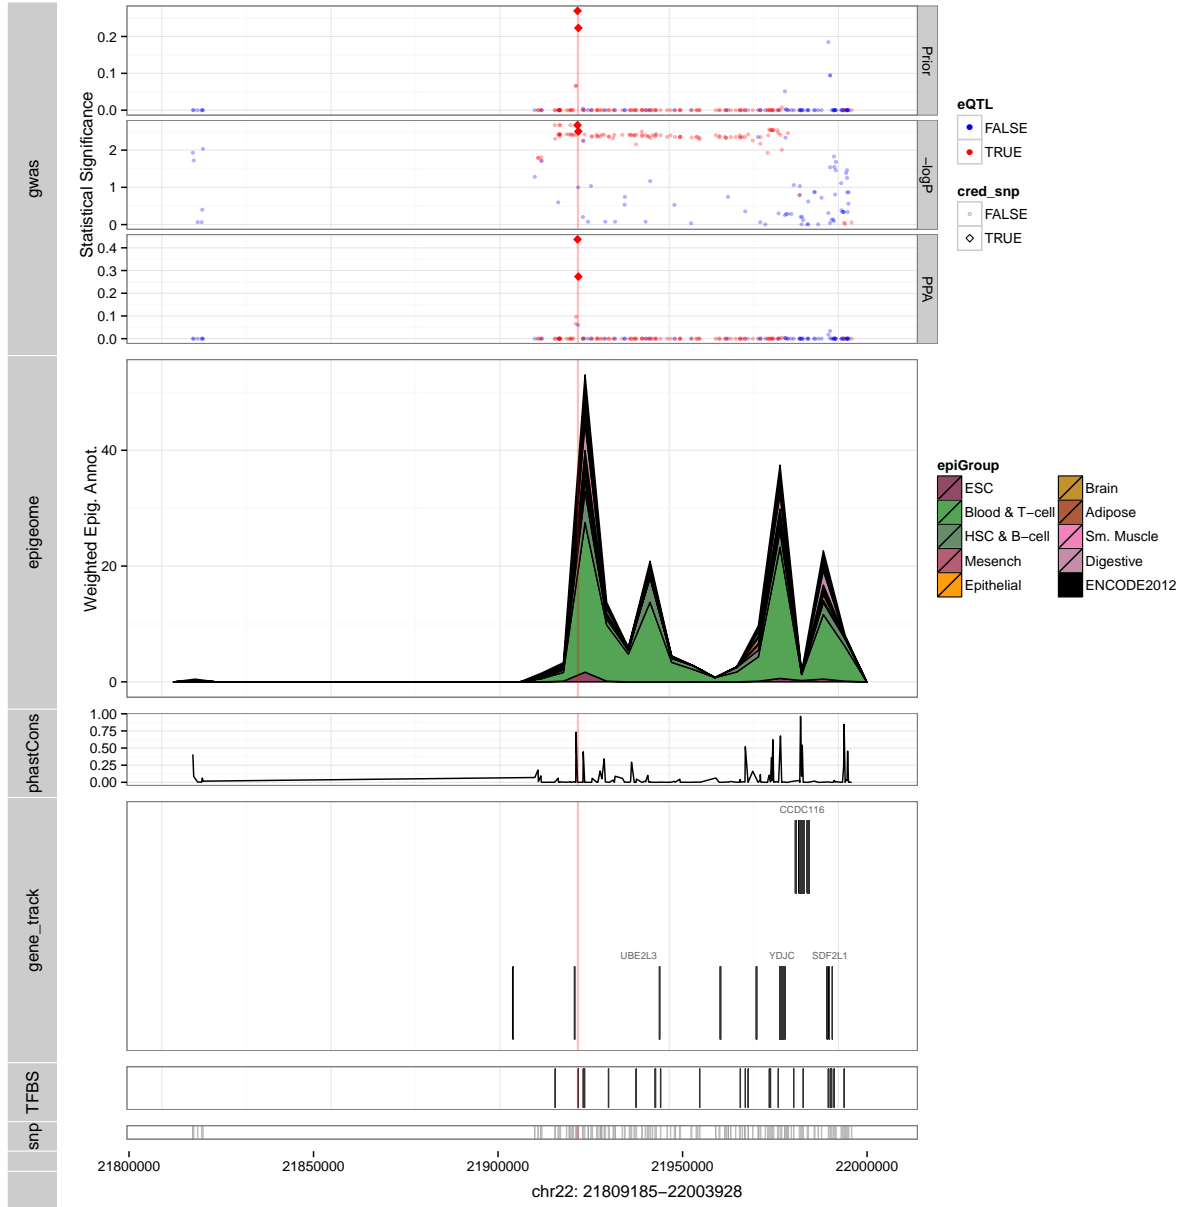 gwas
Statistical Significance
0.2
0.1
0.0
Prior
2
1
0
−logP
0.4
0.3
0.2
0.1
0.0
PPA
eQTL
FALSE
TRUE
cred_snp
FALSE
TRUE
epigeome
Weighted Epig. Annot.
40
20
0
epiGroup
ESC
Blood & T−cell
HSC & B−cell
Mesench
Epithelial
Brain
Adipose
Sm. Muscle
Digestive
ENCODE2012
phastCons
1.00
0.75
0.50
0.25
0.00
gene_track
CCDC116
UBE2L3
YDJC
SDF2L1
TFBS
snp
21800000
21850000
21900000
21950000
22000000
chr22: 21809185−22003928